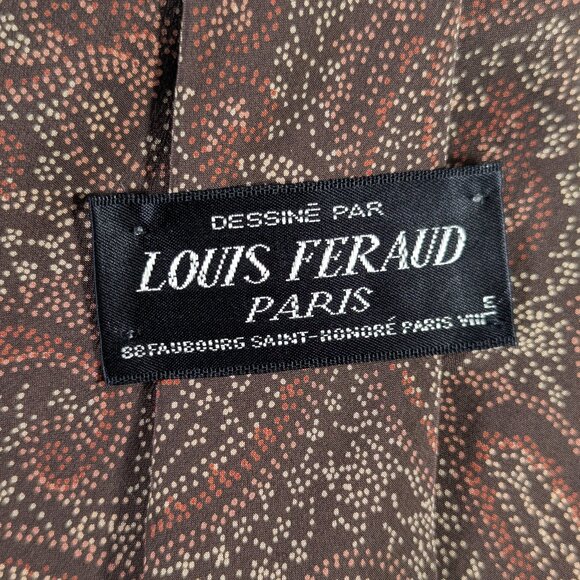 DESSINÉ PAR
LOUIS FERAUD
PARIS
88 FAUBOURG SAINT-HONORÉ PARIS VIII